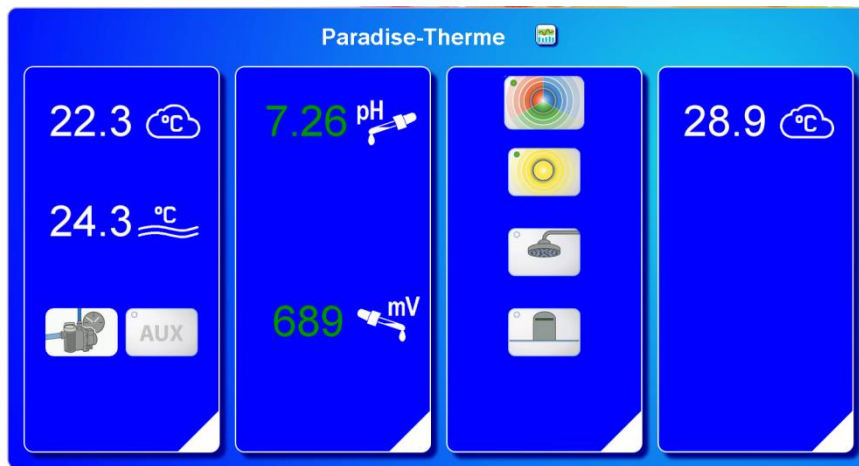 Paradise-Therme
22.3 °C
24.3 °C
AUX
7.26 pH
689 mV
28.9 °C